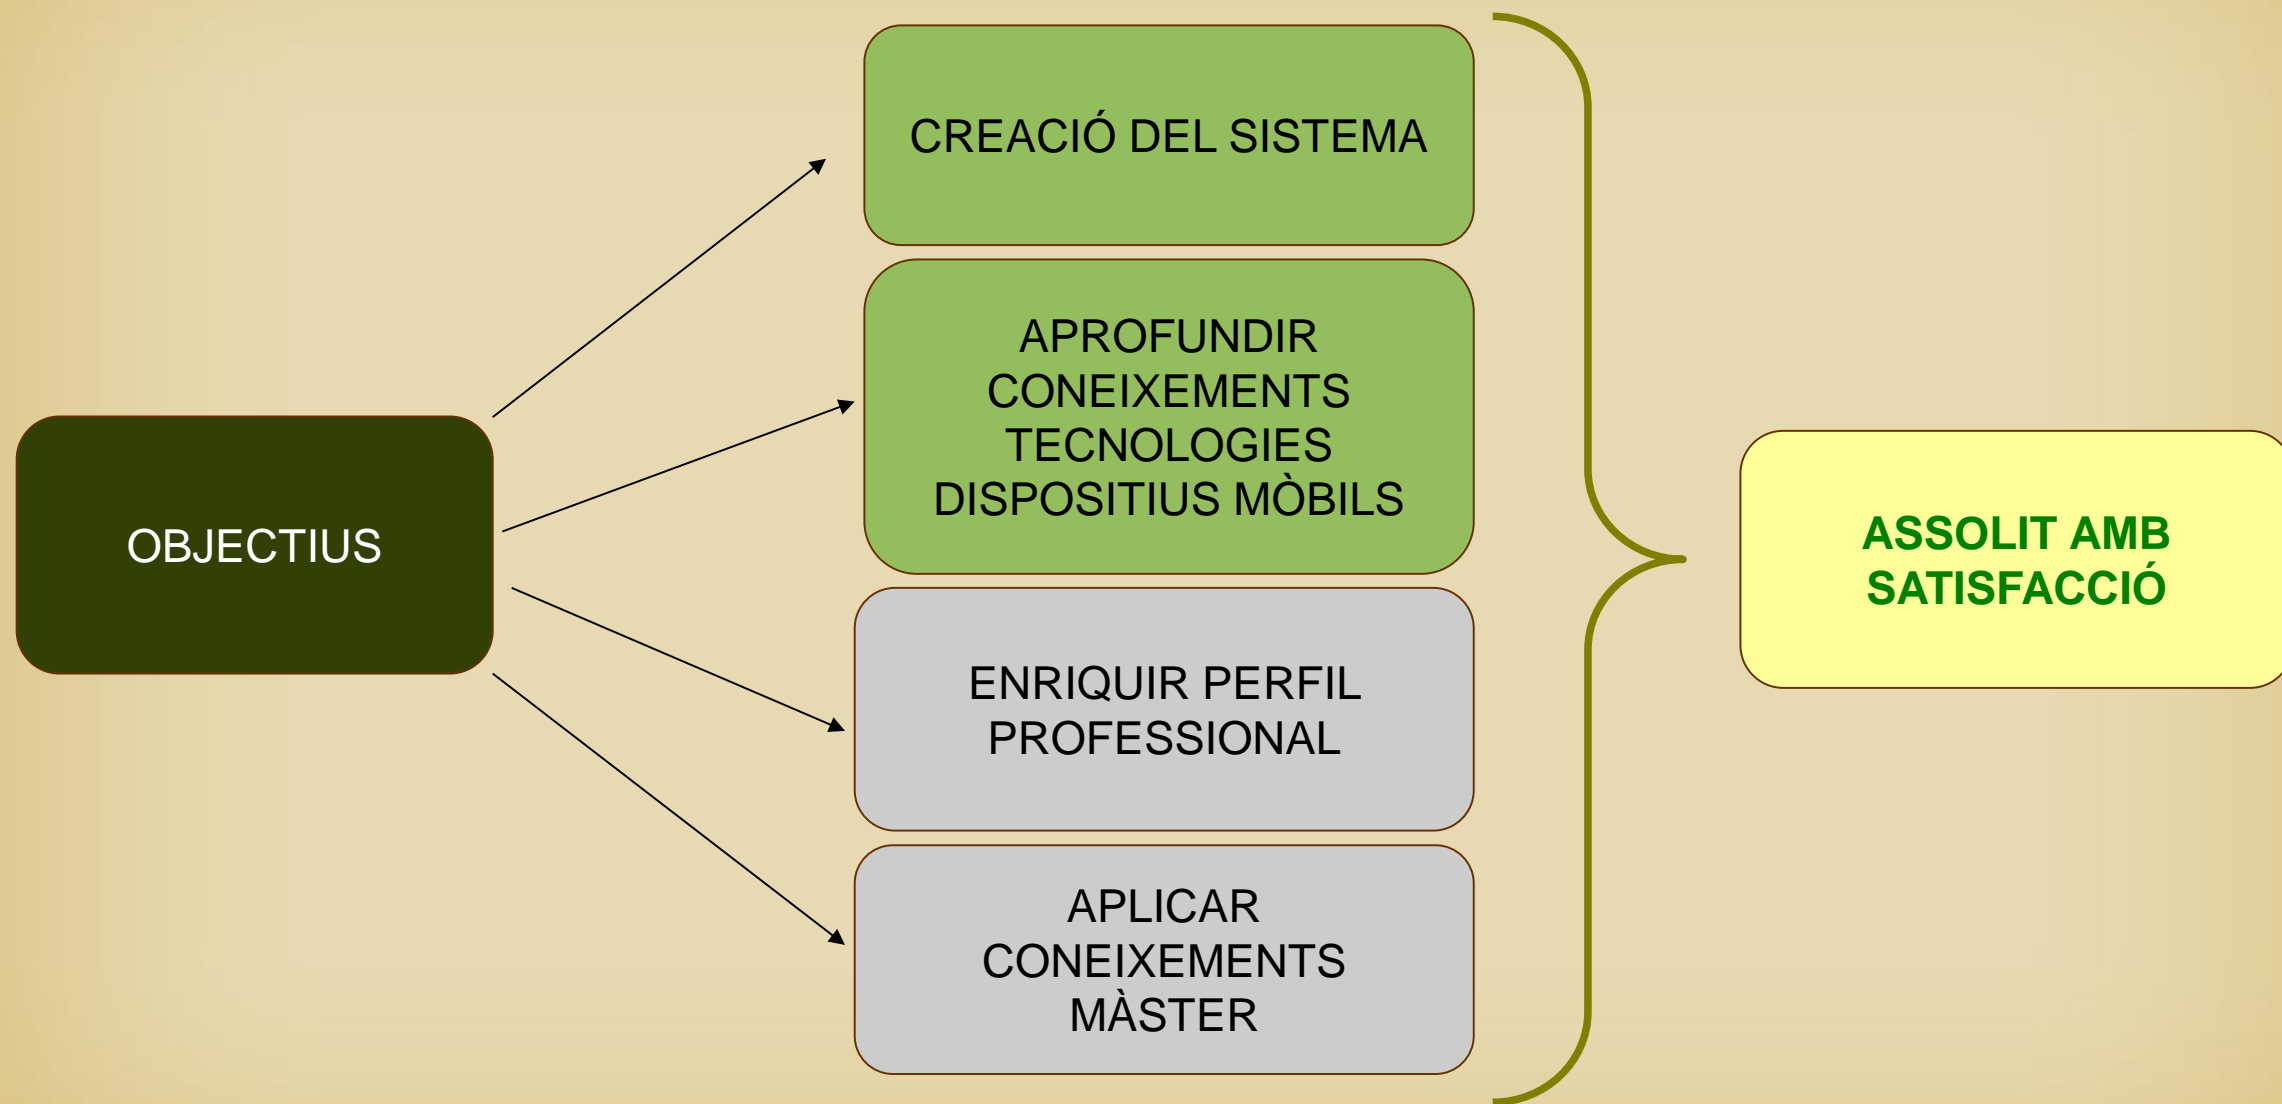 OBJECTIUS
CREACIÓ DEL SISTEMA
APROFUNDIR
CONEIXEMENTS
TECNOLOGIES
DISPOSITIUS MÒBILS
ENRIQUIR PERFIL
PROFESSIONAL
APLICAR
CONEIXEMENTS
MÀSTER
ASSOLIT AMB
SATISFACCIÓ